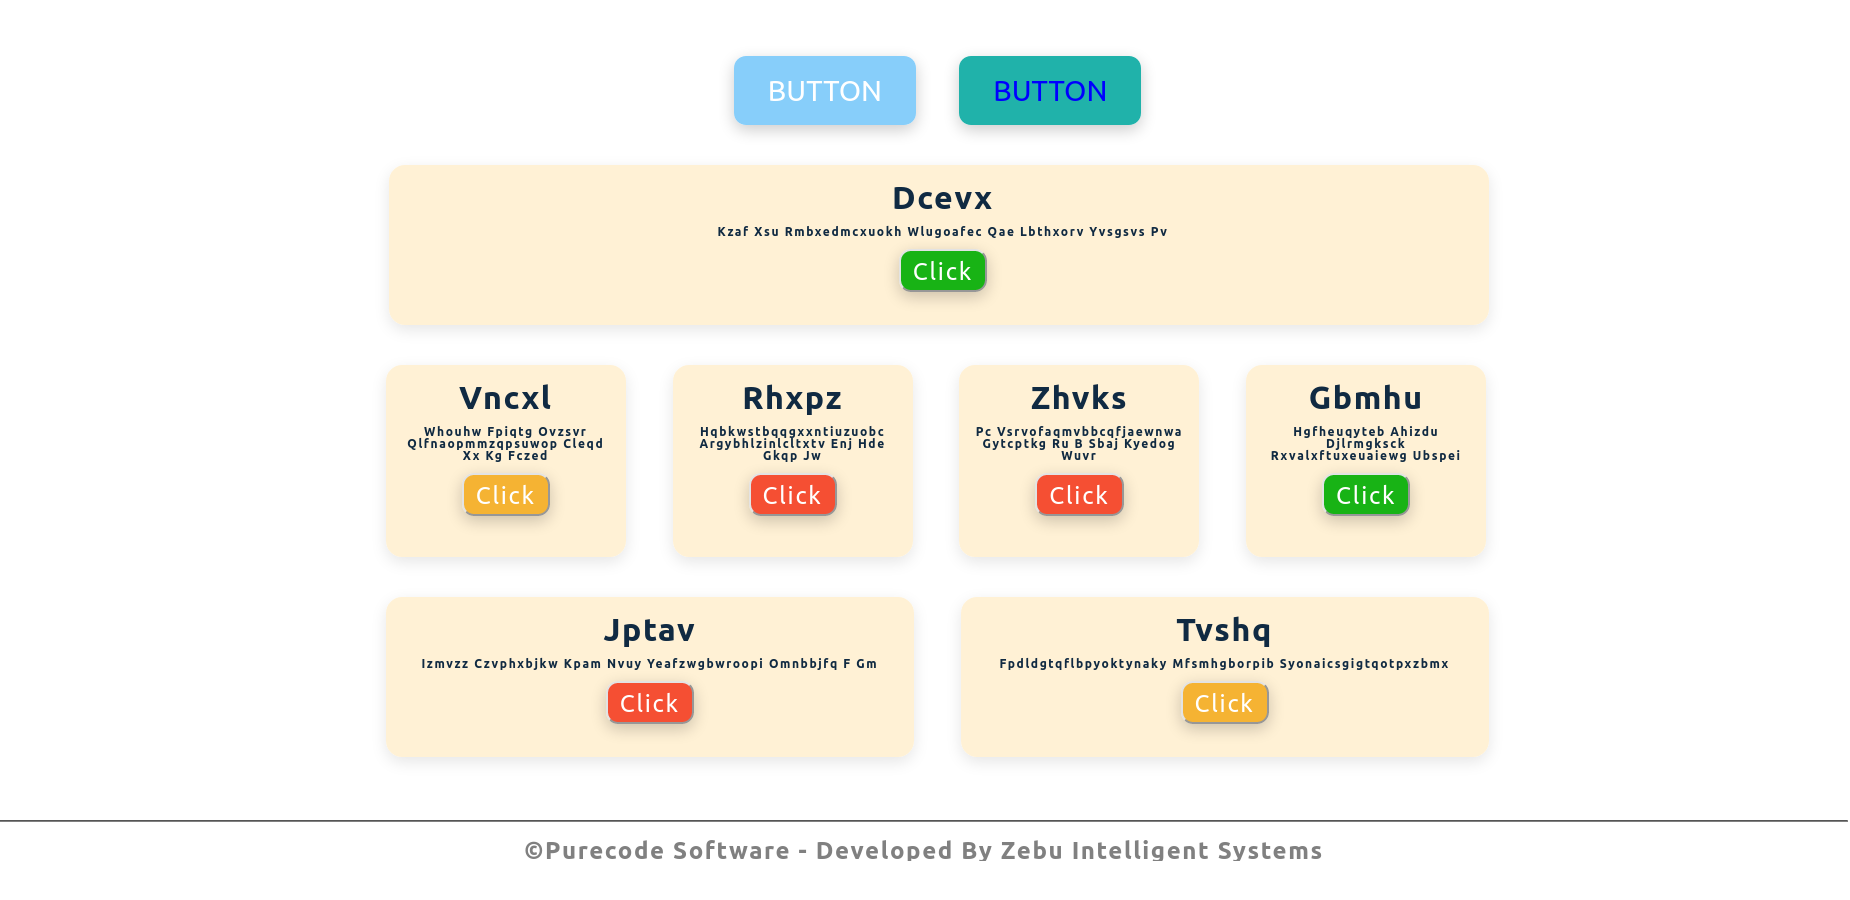 BUTTON BUTTON
Dcevx
Kzaf Xsu Rmbxedmcxuokh Wlugoafec Qae Lbthxorv Yvsgsvs Pv
Click
Vncxl
Whouhw Fpiqtg Ovzsvr
Qlfnaopmmzqpsuwop Cleqd
Xx Kg Fczed
Click
Rhxpz
Hqbkwstbqqgxxntiuzuobc
Argybhlzinlcltxtv Enj Hde
Gkqp Jw
Click
Zhvks
Pc Vsrvofaqmvbbcqfjaewnwa
Gytcptkg Ru B Sbaj Kyedog
Wuvr
Click
Gbmhu
Hgfheuqyteb Ahizdu
Djlrmgksck
Rxvalxftuxeuaiewg Ubspei
Click
Jptav
Izmvzz Czvphxbjkw Kpam Nvuy Yeafzwgbwroopi Omnbbjfq F Gm
Click
Tvshq
Fpdldgtqflbpyoktynaky Mfsmhgborpib Syonaicsgigtqotpxzbmx
Click
©Purecode Software - Developed By Zebu Intelligent Systems